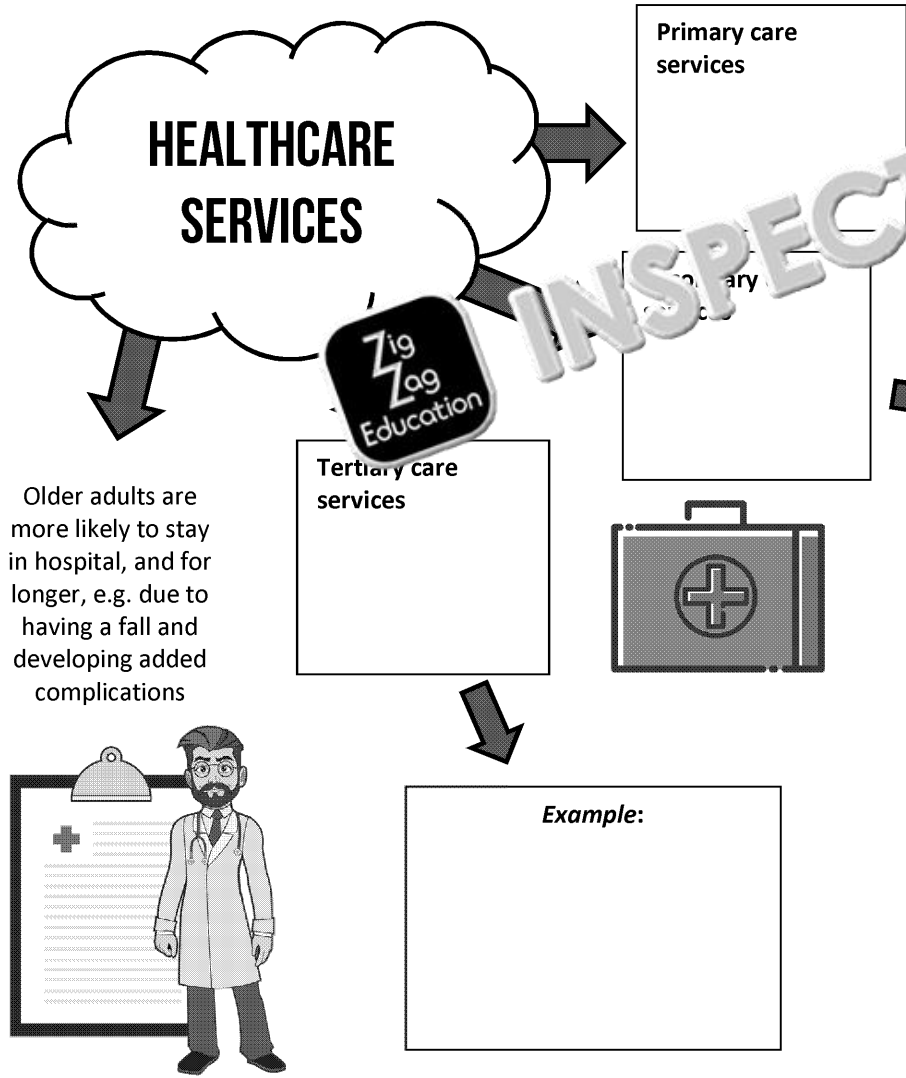 HEALTHCARE
SERVICES
Primary care
services
INSPECT
Zig
Zag
Education
Tertiary care
services
Older adults are
more likely to stay
in hospital, and for
longer, e.g. due to
having a fall and
developing added
complications
Example: